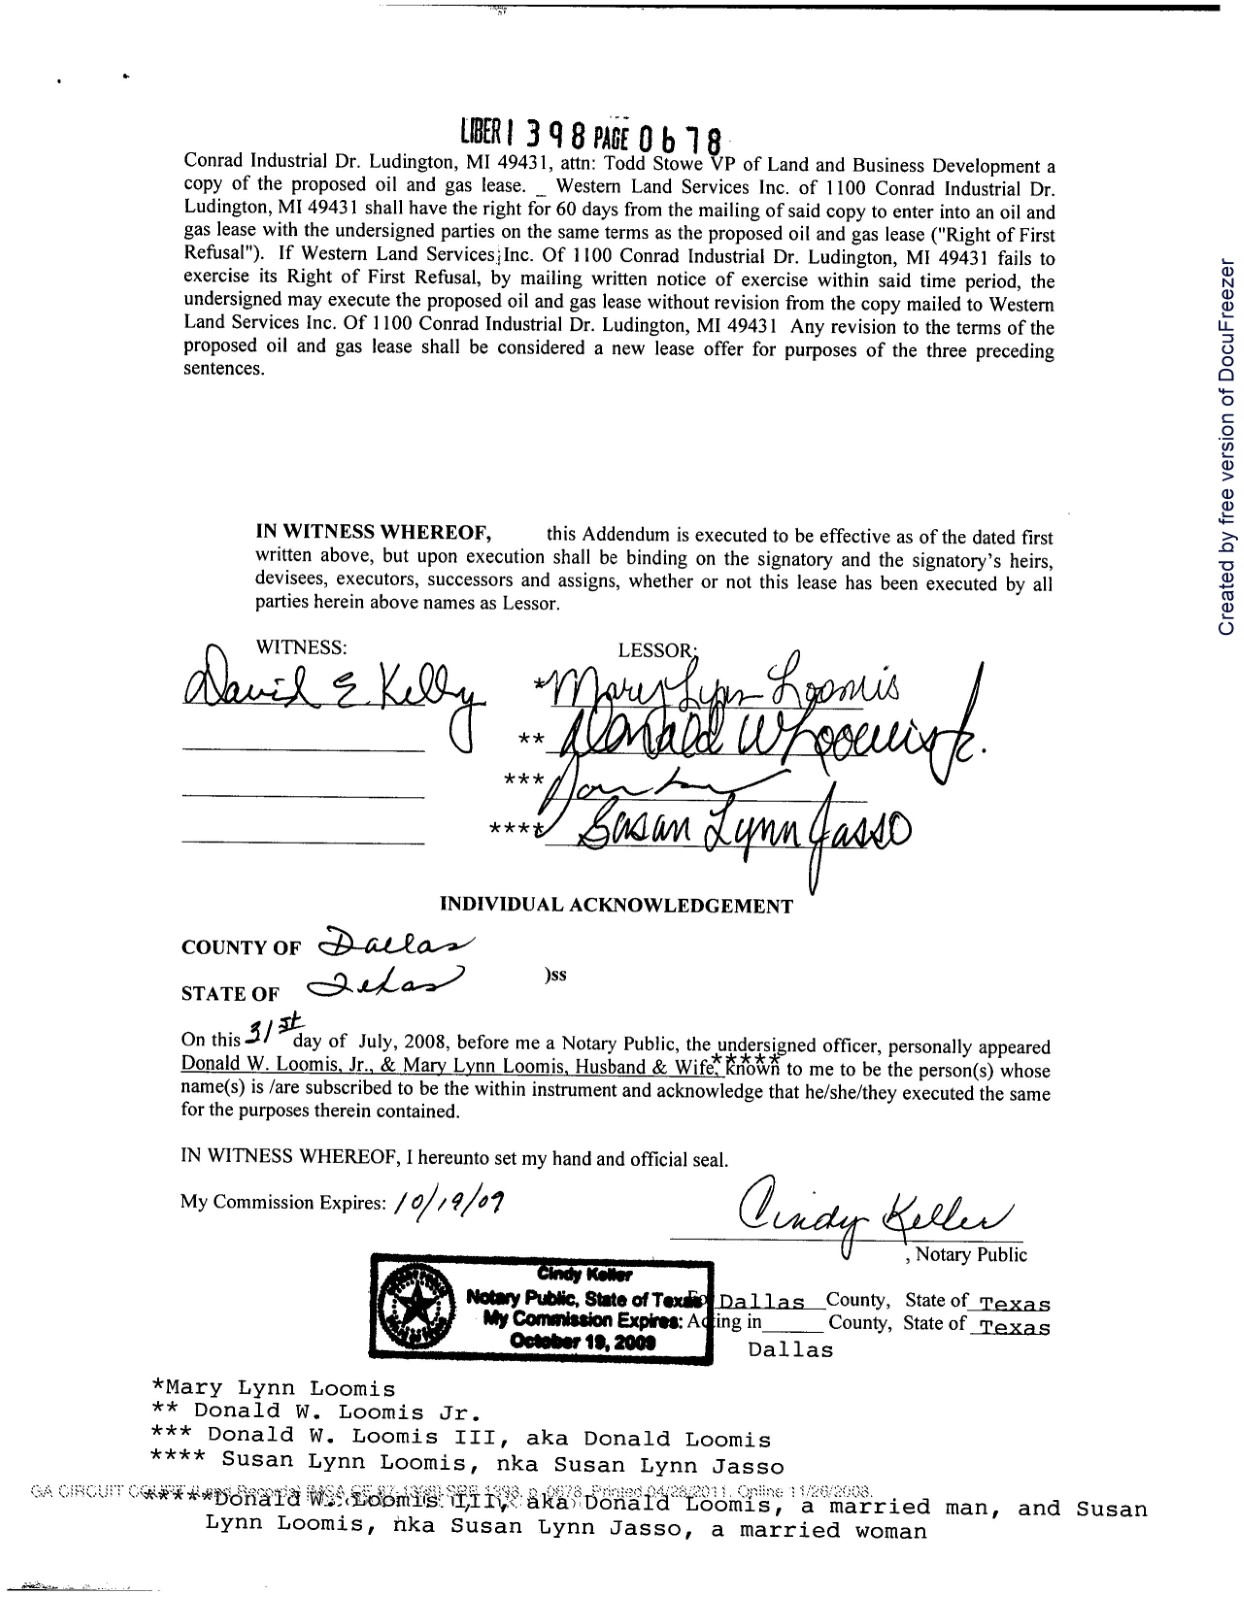 LIBER 1 398 PAGE 0678
Conrad Industrial Dr. Ludington, MI 49431, attn: Todd Stowe VP of Land and Business Development a
copy of the proposed oil and gas lease. _ Western Land Services Inc. of 1100 Conrad Industrial Dr.
Ludington, MI 49431 shall have the right for 60 days from the mailing of said copy to enter into an oil and
gas lease with the undersigned parties on the same terms as the proposed oil and gas lease ("Right of First
Refusal"). If Western Land Services Inc. Of 1100 Conrad Industrial Dr. Ludington, MI 49431 fails to
exercise its Right of First Refusal, by mailing written notice of exercise within said time period, the
undersigned may execute the proposed oil and gas lease without revision from the copy mailed to Western
Land Services Inc. Of 1100 Conrad Industrial Dr. Ludington, MI 49431 Any revision to the terms of the
proposed oil and gas lease shall be considered a new lease offer for purposes of the three preceding
sentences.
IN WITNESS WHEREOF, this Addendum is executed to be effective as of the dated first
written above, but upon execution shall be binding on the signatory and the signatory's heirs,
devisees, executors, successors and assigns, whether or not this lease has been executed by all
parties herein above names as Lessor.
WITNESS: LESSOR:
David E. Kelly *Mary Lynn Loomis
** Donald W Loomis Jr.
***
**** Susan Lynn Jasso
INDIVIDUAL ACKNOWLEDGEMENT
COUNTY OF Dallas
)ss
STATE OF Texas
On this 31st day of July, 2008, before me a Notary Public, the undersigned officer, personally appeared
Donald W. Loomis, Jr., & Mary Lynn Loomis, Husband & Wife,***** known to me to be the person(s) whose
name(s) is /are subscribed to be the within instrument and acknowledge that he/she/they executed the same
for the purposes therein contained.
IN WITNESS WHEREOF, I hereunto set my hand and official seal.
My Commission Expires: 10/19/09
Cindy Keller
, Notary Public
Cindy Keller
Notary Public, State of Texas
My Commission Expires:
October 19, 2009
Dallas County, State of Texas
Acting in ______ County, State of Texas
Dallas
*Mary Lynn Loomis
** Donald W. Loomis Jr.
*** Donald W. Loomis III, aka Donald Loomis
**** Susan Lynn Loomis, nka Susan Lynn Jasso
*****Donald W. Loomis III, aka Donald Loomis, a married man, and Susan
Lynn Loomis, nka Susan Lynn Jasso, a married woman
GA CIRCUIT 1398, p. 0678, Printed 04/28/2011. Online 11/26/2008.
Created by free version of DocuFreezer